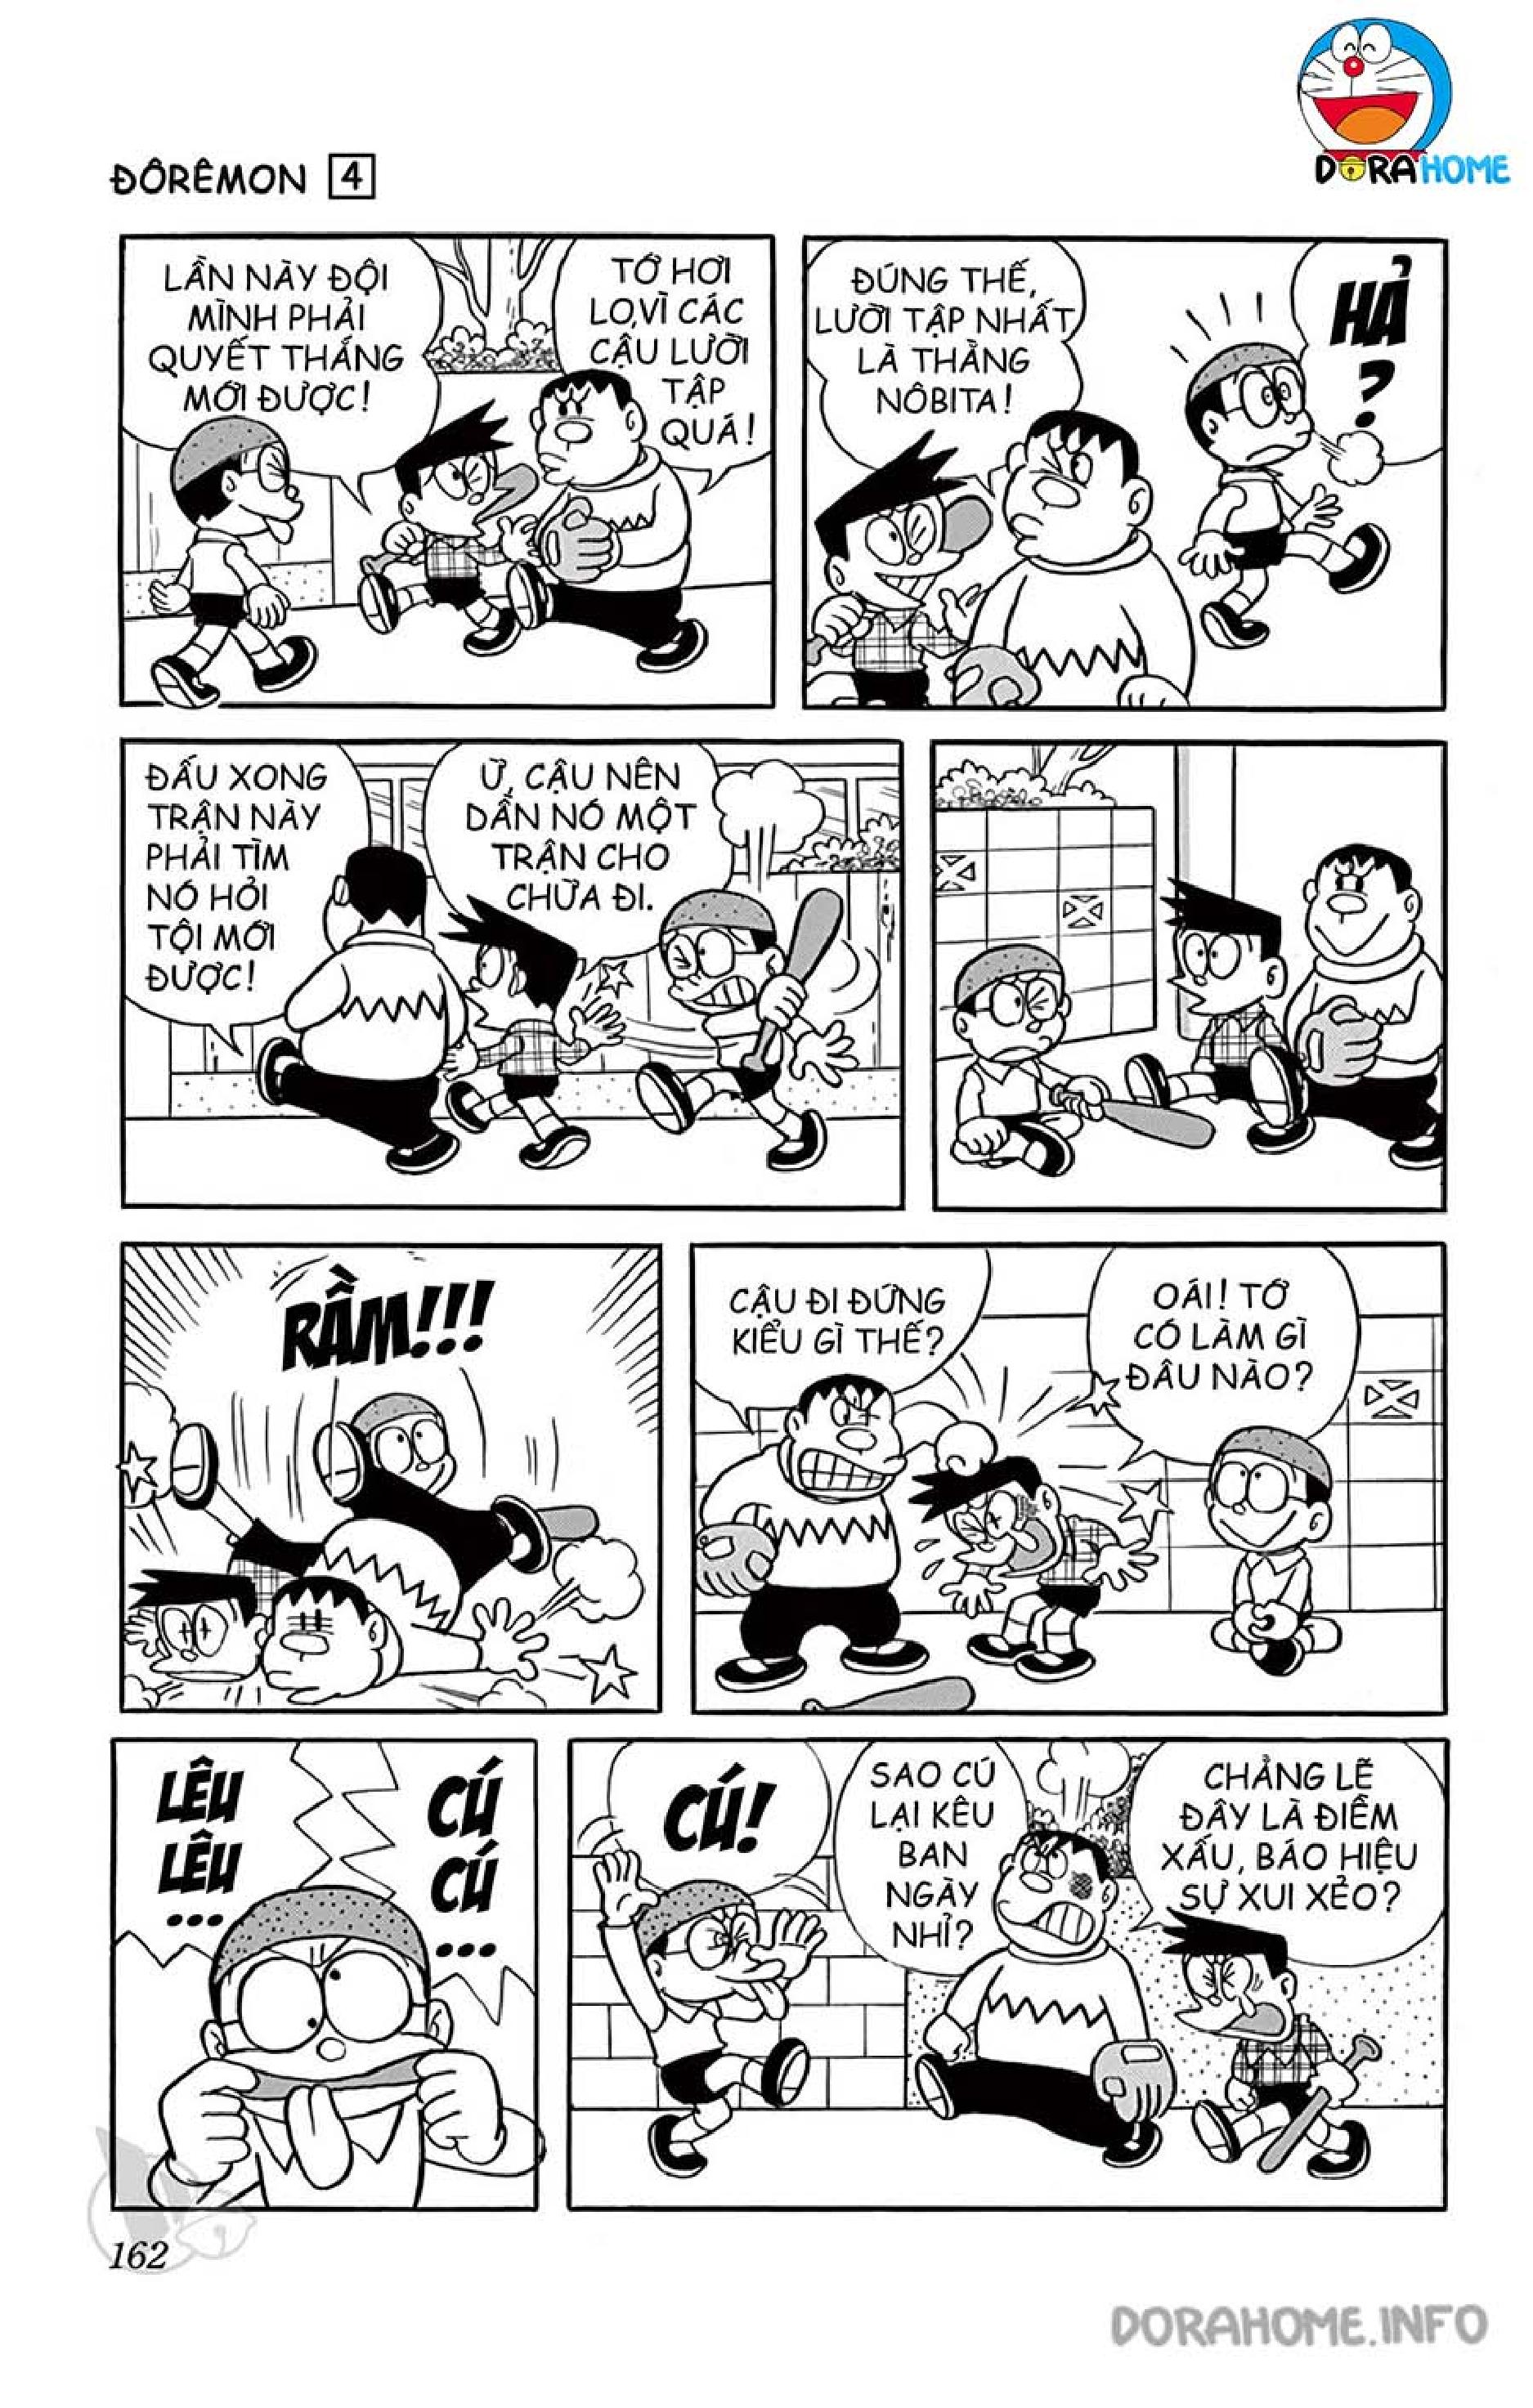 DORAHOME
ĐÔRÊMON 4
LẦN NÀY ĐỘI
MÌNH PHẢI
QUYẾT THẮNG
MỚI ĐƯỢC!
TỚ HƠI
LO,VÌ CÁC
CẬU LƯỜI
TẬP
QUÁ!
ĐÚNG THẾ,
LƯỜI TẬP NHẤT
LÀ THẰNG
NÔBITA!
HẢ
?
ĐẤU XONG
TRẬN NÀY
PHẢI TÌM
NÓ HỎI
TỘI MỚI
ĐƯỢC!
Ừ, CẬU NÊN
DẦN NÓ MỘT
TRẬN CHO
CHỪA ĐI.
RẦM!!!
CẬU ĐI ĐỨNG
KIỂU GÌ THẾ?
OÁI! TỚ
CÓ LÀM GÌ
ĐÂU NÀO?
LÊU
LÊU
...
CÚ
CÚ
...
CÚ!
SAO CÚ
LẠI KÊU
BAN
NGÀY
NHỈ?
CHẲNG LẼ
ĐÂY LÀ ĐIỀM
XẤU, BÁO HIỆU
SỰ XUI XẺO?
162
DORAHOME.INFO